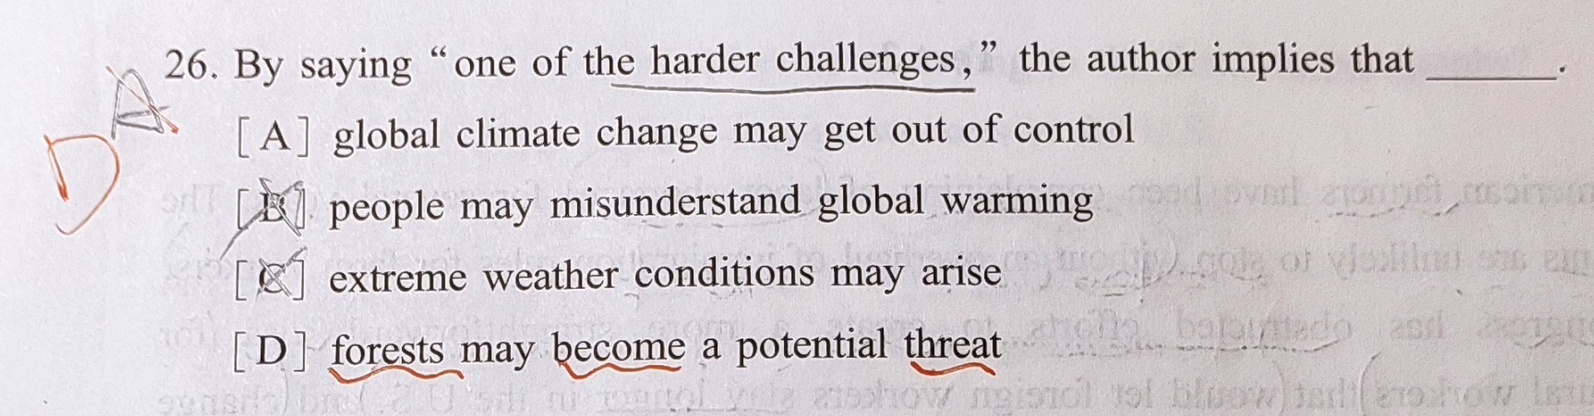 26. By saying “one of the harder challenges,” the author implies that ______.
A
[A] global climate change may get out of control
D
[B] people may misunderstand global warming
[C] extreme weather conditions may arise
[D] forests may become a potential threat